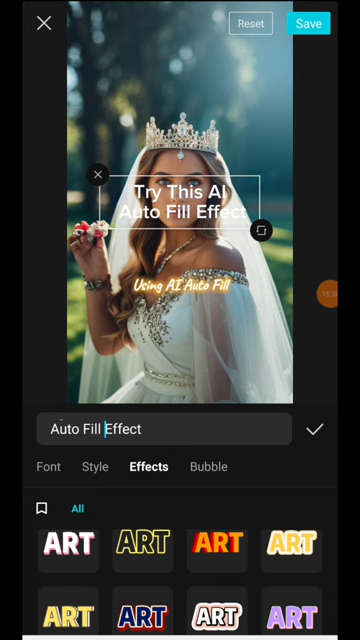 Reset
Save
Try This AI
Auto Fill Effect
Using AI Auto Fill
Auto Fill Effect
Font
Style
Effects
Bubble
All
ART
ART
ART
ART
ART
ART
ART
ART